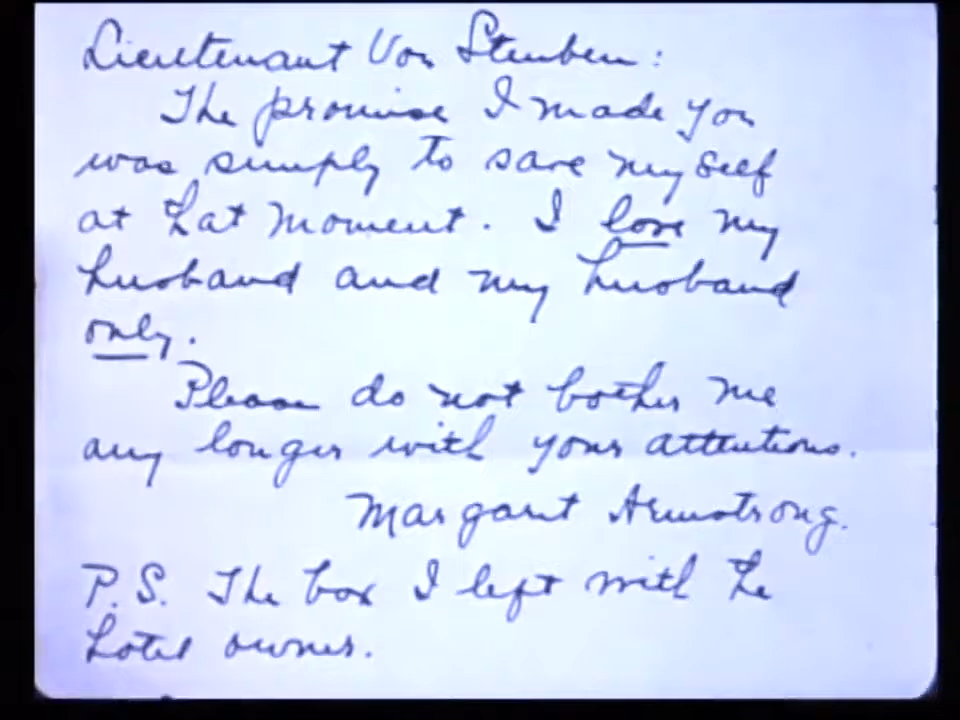 Lieutenant Von Steuben:
The promise I made you
was simply to save myself
at that moment. I love my
husband and my husband
only.
Please do not bother me
any longer with your attentions.
Margaret Armstrong.
P.S. The box I left with the
hotel owner.